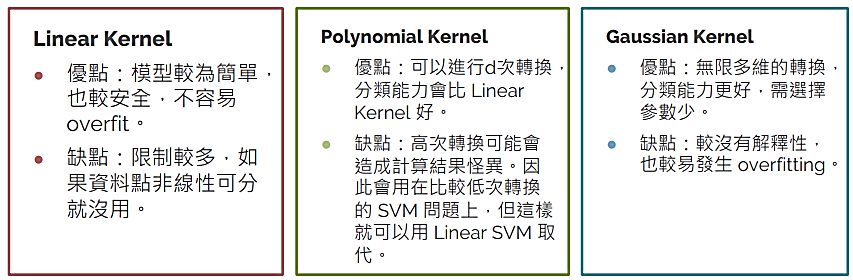 Linear Kernel
優點：模型較為簡單，
也較安全，不容易
overfit。
缺點：限制較多，如
果資料點非線性可分
就沒用。
Polynomial Kernel
優點：可以進行d次轉換，
分類能力會比 Linear
Kernel 好。
缺點：高次轉換可能會
造成計算結果怪異。因
此會用在比較低次轉換
的 SVM 問題上，但這樣
就可以用 Linear SVM 取
代。
Gaussian Kernel
優點：無限多維的轉換，
分類能力更好，需選擇
參數少。
缺點：較沒有解釋性，
也較易發生 overfitting。